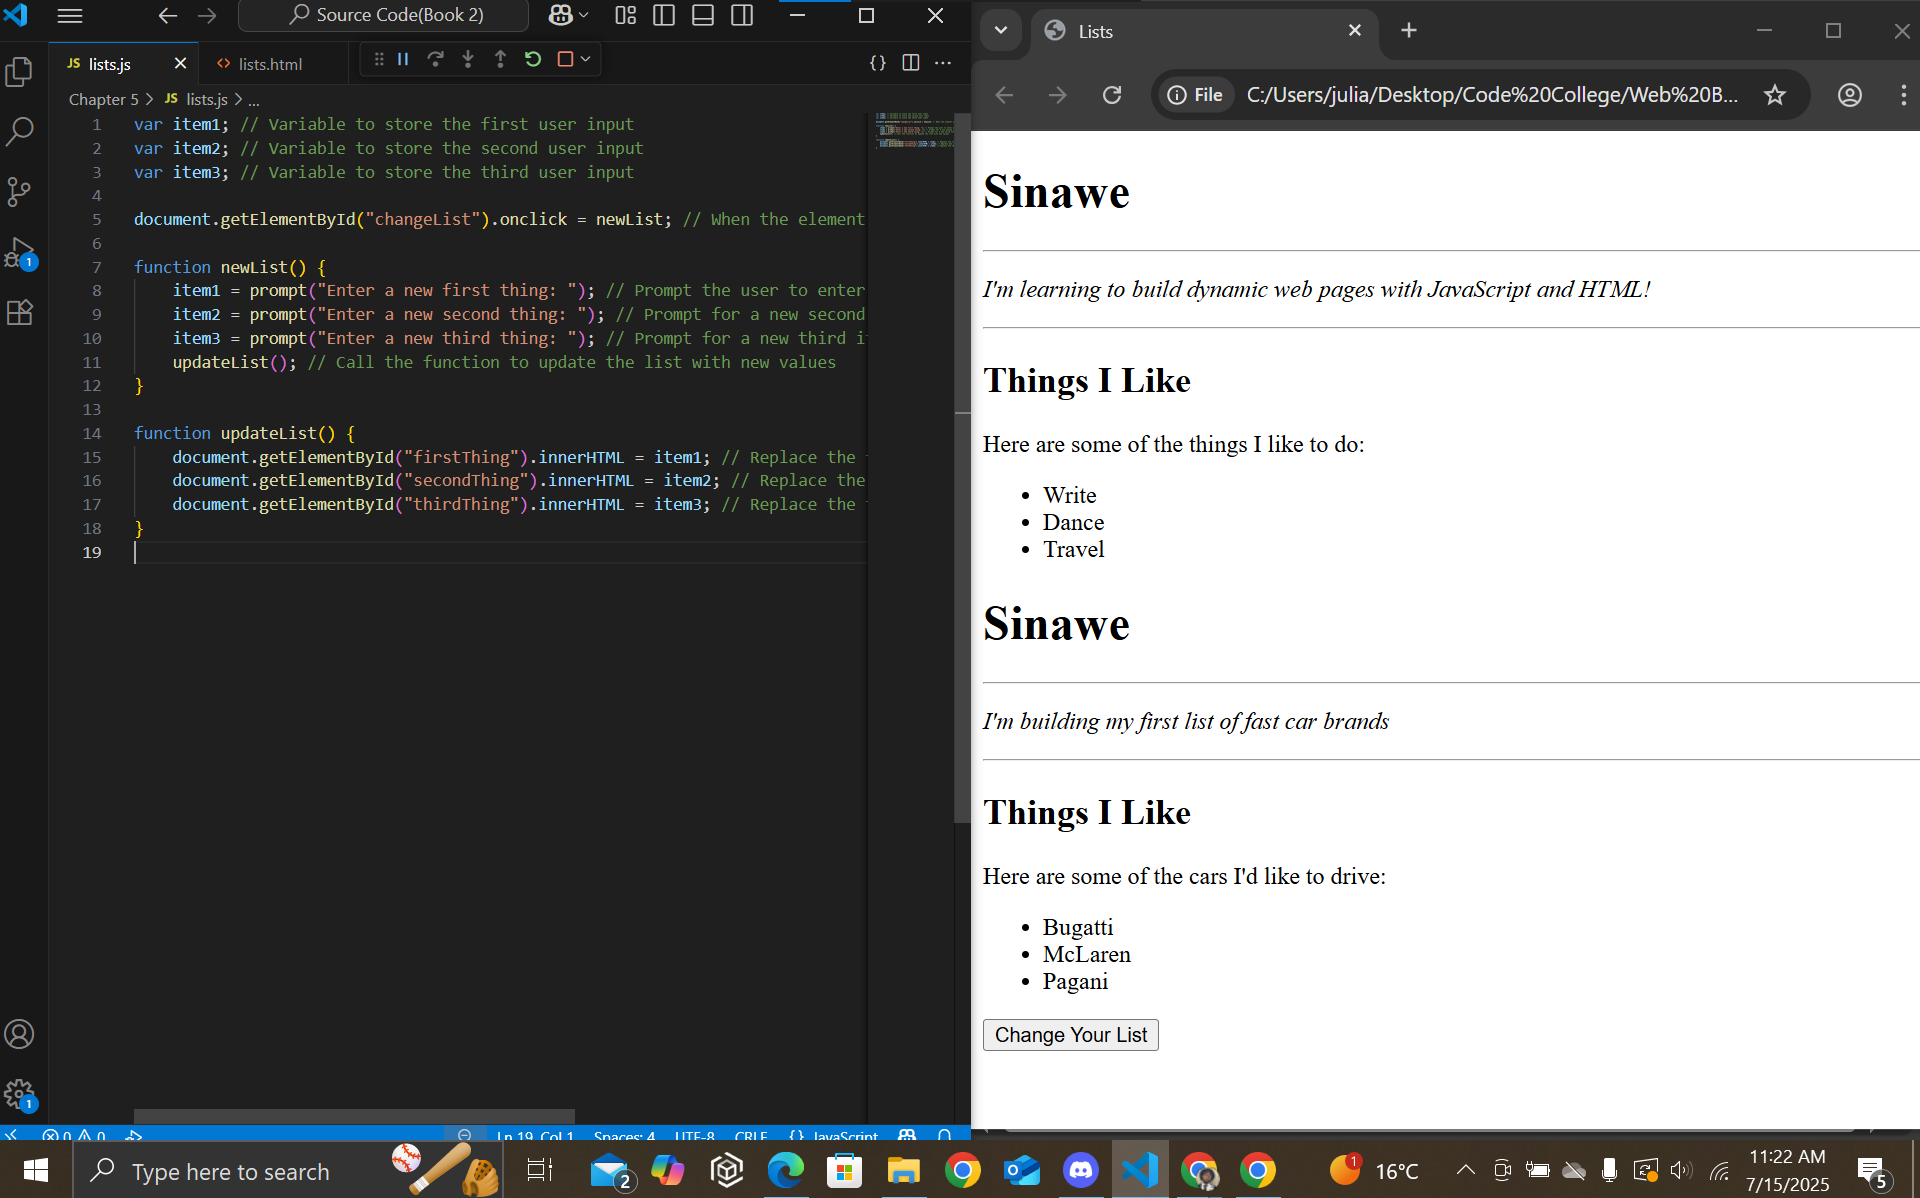 Source Code(Book 2)
JS lists.js
<> lists.html
Chapter 5 > JS lists.js > ...
1 var item1; // Variable to store the first user input
2 var item2; // Variable to store the second user input
3 var item3; // Variable to store the third user input
4
5 document.getElementById("changeList").onclick = newList; // When the element
6
7 function newList() {
8 item1 = prompt("Enter a new first thing: "); // Prompt the user to enter
9 item2 = prompt("Enter a new second thing: "); // Prompt for a new second
10 item3 = prompt("Enter a new third thing: "); // Prompt for a new third i
11 updateList(); // Call the function to update the list with new values
12 }
13
14 function updateList() {
15 document.getElementById("firstThing").innerHTML = item1; // Replace the
16 document.getElementById("secondThing").innerHTML = item2; // Replace the
17 document.getElementById("thirdThing").innerHTML = item3; // Replace the
18 }
19
1
1
0 0
Ln 19, Col 1 Spaces: 4 UTF-8 CRLF {} JavaScript
Lists
File C:/Users/julia/Desktop/Code%20College/Web%20B...
Sinawe
I'm learning to build dynamic web pages with JavaScript and HTML!
Things I Like
Here are some of the things I like to do:
• Write
• Dance
• Travel
Sinawe
I'm building my first list of fast car brands
Things I Like
Here are some of the cars I'd like to drive:
• Bugatti
• McLaren
• Pagani
Change Your List
Type here to search
2
1
16°C
11:22 AM
7/15/2025
5